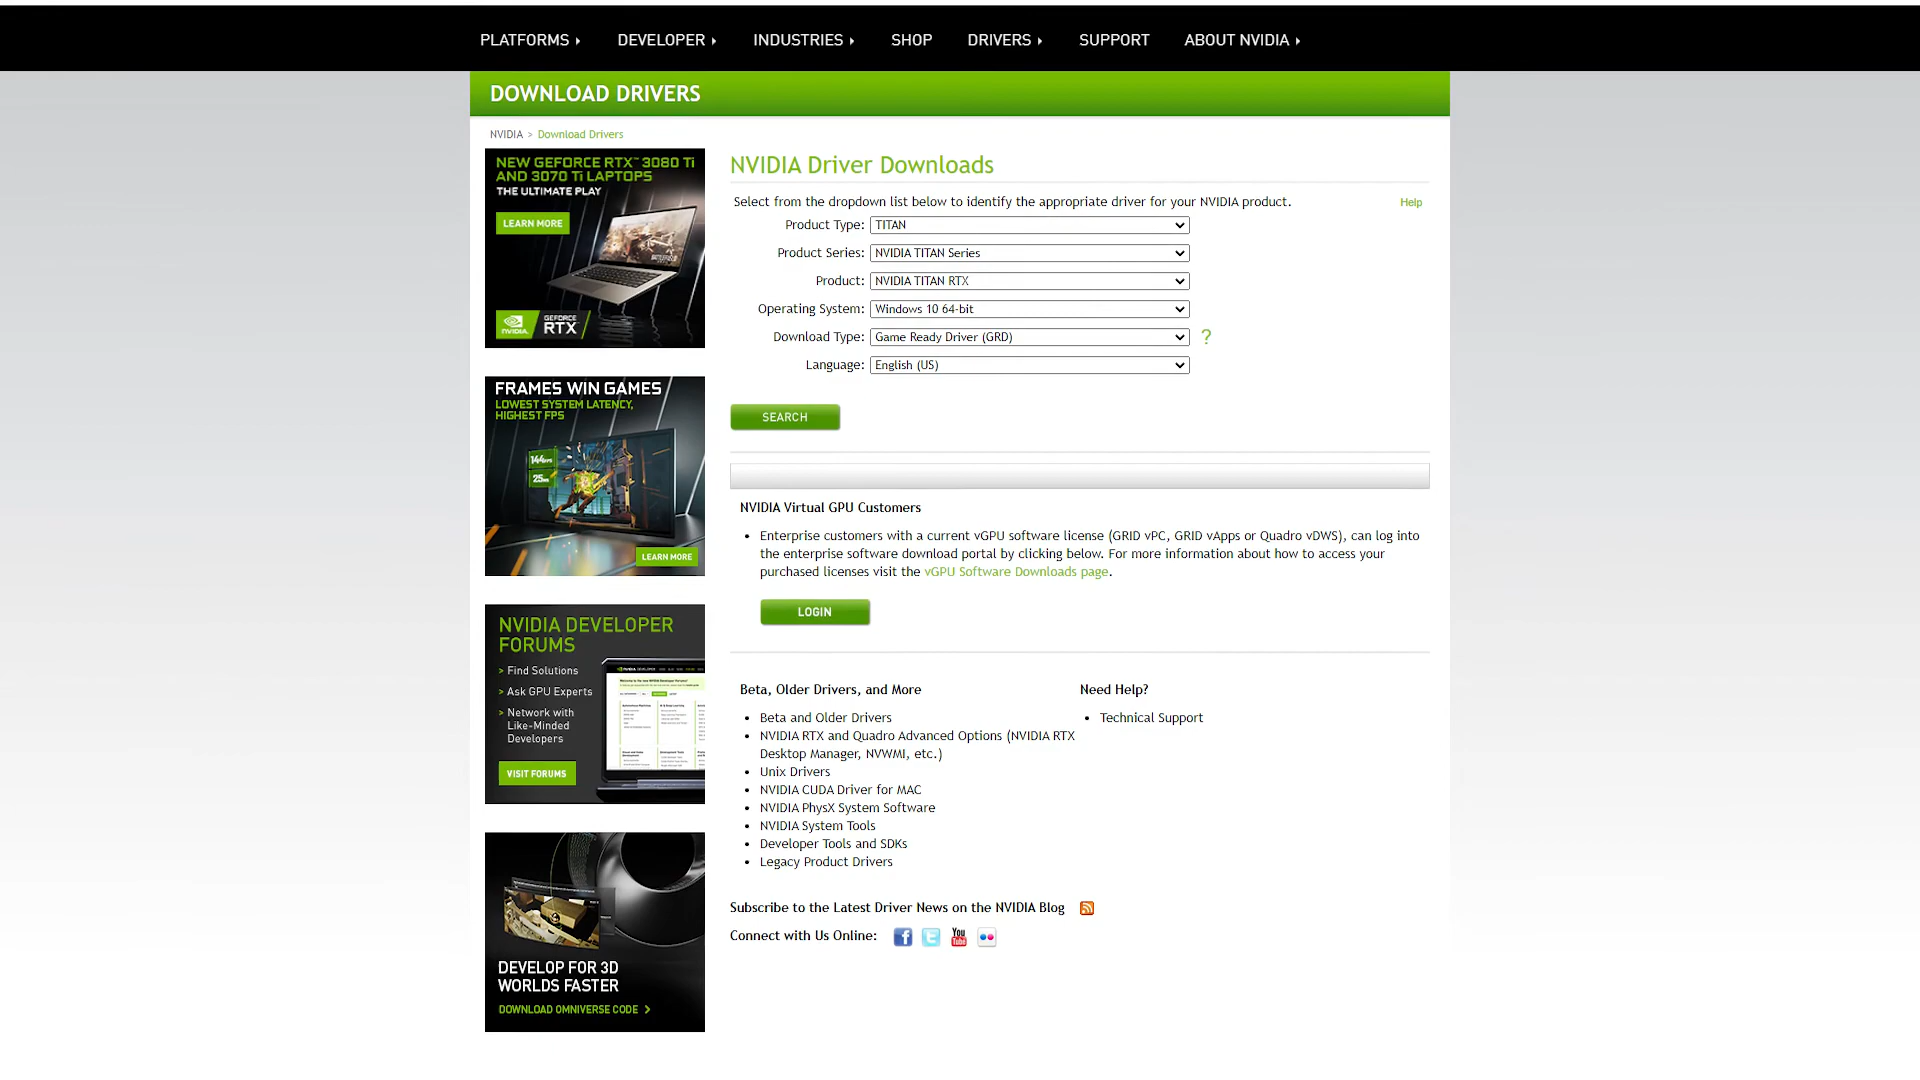 PLATFORMS
DEVELOPER
INDUSTRIES
SHOP
DRIVERS
SUPPORT
ABOUT NVIDIA
DOWNLOAD DRIVERS
NVIDIA > Download Drivers
NEW GEFORCE RTX™ 3080 Ti
AND 3070 Ti LAPTOPS
THE ULTIMATE PLAY
LEARN MORE
NVIDIA.
GEFORCE
RTX
FRAMES WIN GAMES
LOWEST SYSTEM LATENCY,
HIGHEST FPS
LEARN MORE
NVIDIA DEVELOPER
FORUMS
> Find Solutions
> Ask GPU Experts
> Network with
Like-Minded
Developers
VISIT FORUMS
DEVELOP FOR 3D
WORLDS FASTER
DOWNLOAD OMNIVERSE CODE >
NVIDIA Driver Downloads
Select from the dropdown list below to identify the appropriate driver for your NVIDIA product.
Help
Product Type: TITAN
Product Series: NVIDIA TITAN Series
Product: NVIDIA TITAN RTX
Operating System: Windows 10 64-bit
Download Type: Game Ready Driver (GRD) ?
Language: English (US)
SEARCH
NVIDIA Virtual GPU Customers
• Enterprise customers with a current vGPU software license (GRID vPC, GRID vApps or Quadro vDWS), can log into
the enterprise software download portal by clicking below. For more information about how to access your
purchased licenses visit the vGPU Software Downloads page.
LOGIN
Beta, Older Drivers, and More
• Beta and Older Drivers
• NVIDIA RTX and Quadro Advanced Options (NVIDIA RTX
Desktop Manager, NVWMI, etc.)
• Unix Drivers
• NVIDIA CUDA Driver for MAC
• NVIDIA PhysX System Software
• NVIDIA System Tools
• Developer Tools and SDKs
• Legacy Product Drivers
Need Help?
• Technical Support
Subscribe to the Latest Driver News on the NVIDIA Blog
Connect with Us Online:
You
Tube